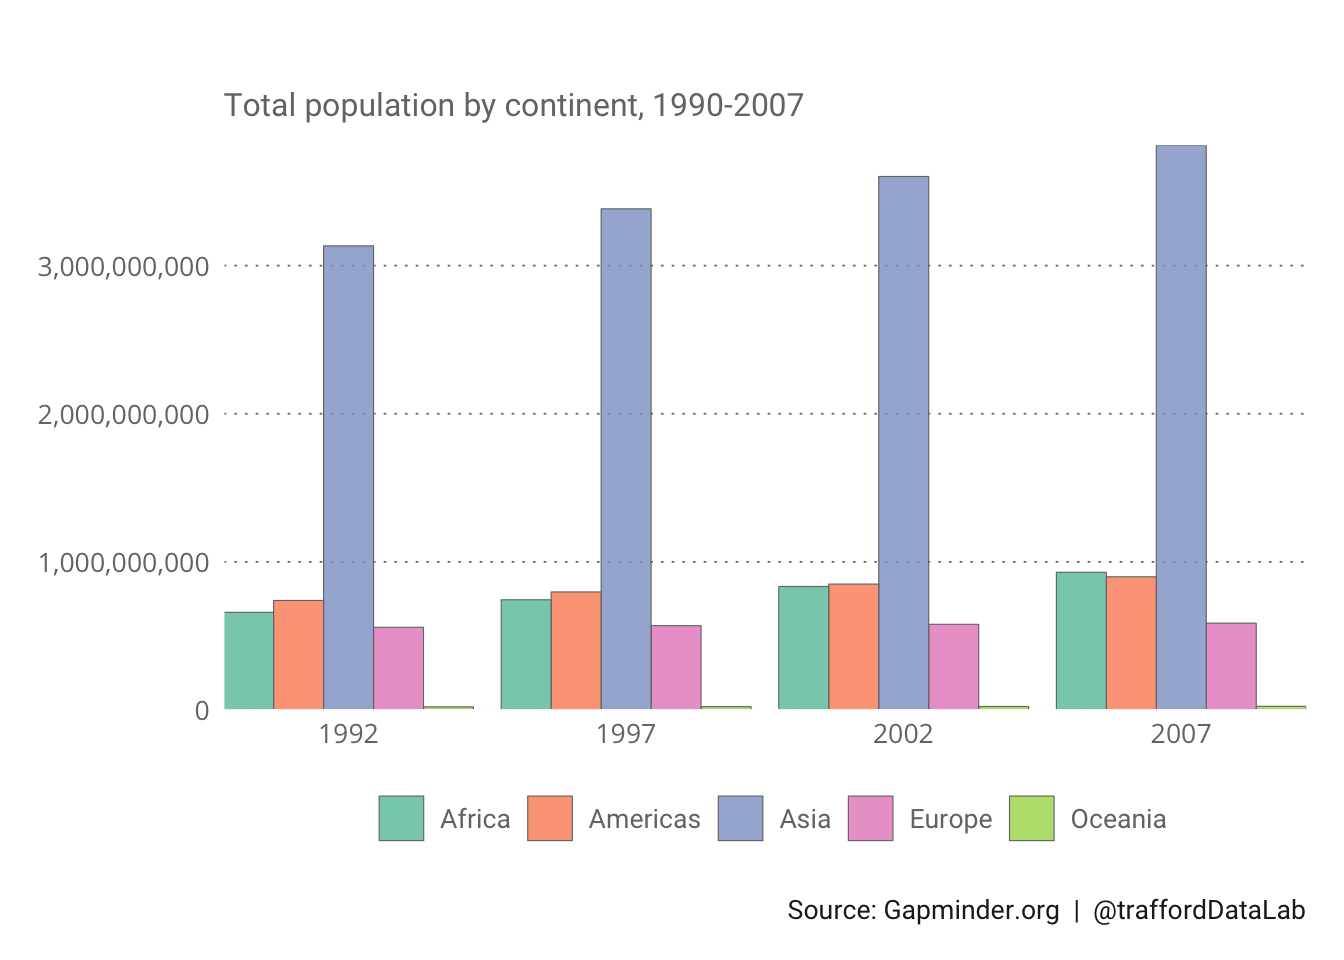 Total population by continent, 1990-2007
3,000,000,000
2,000,000,000
1,000,000,000
0
1992 1997 2002 2007
Africa Americas Asia Europe Oceania
Source: Gapminder.org | @traffordDataLab